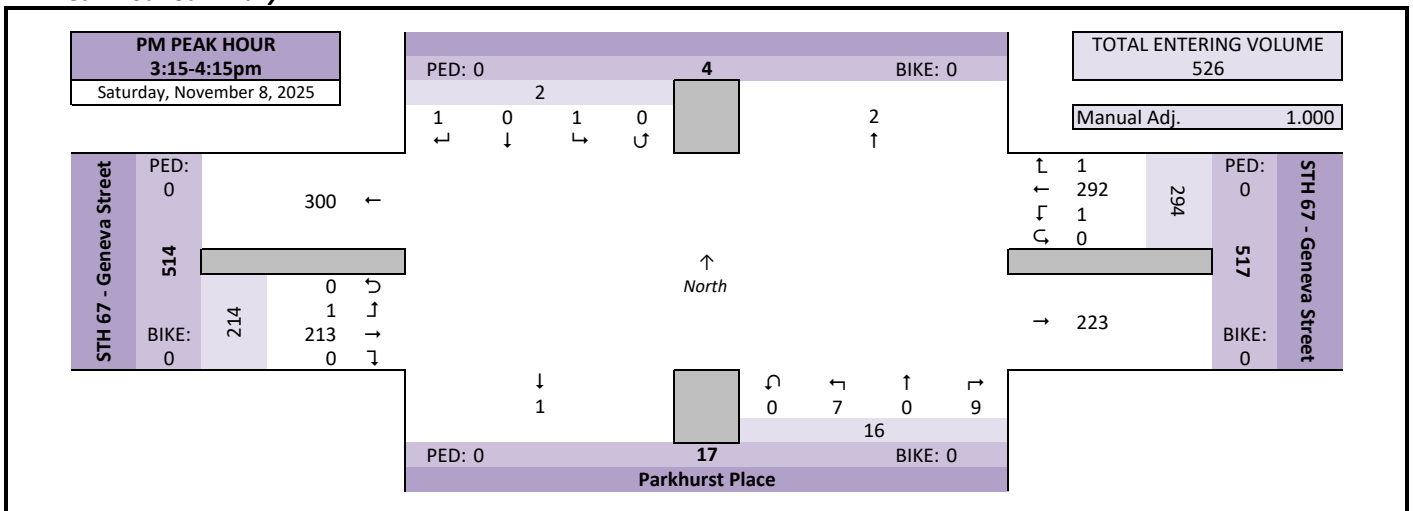 PM PEAK HOUR
3:15-4:15pm
Saturday, November 8, 2025
TOTAL ENTERING VOLUME
526
Manual Adj. 1.000
PED: 0 4 BIKE: 0
2
1 0 1 0
↵ ↓ ↳ ↺
2
↑
STH 67 - Geneva Street
PED:
0
514
BIKE:
0
300 ←
214
0 ⮌
1 ↰
213 →
0 ↴
↑
North
↑ 1
← 292
↓ 1
⮎ 0
294
→ 223
PED:
0
517
BIKE:
0
STH 67 - Geneva Street
↓
1
↶ ↰ ↑ ↱
0 7 0 9
16
PED: 0 17 BIKE: 0
Parkhurst Place